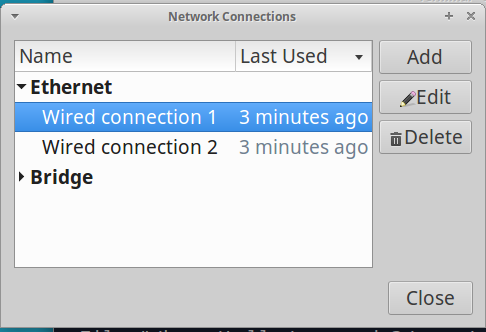 Network Connections
Name Last Used
Add
Ethernet
Edit
Wired connection 1 3 minutes ago
Delete
Wired connection 2 3 minutes ago
Bridge
Close